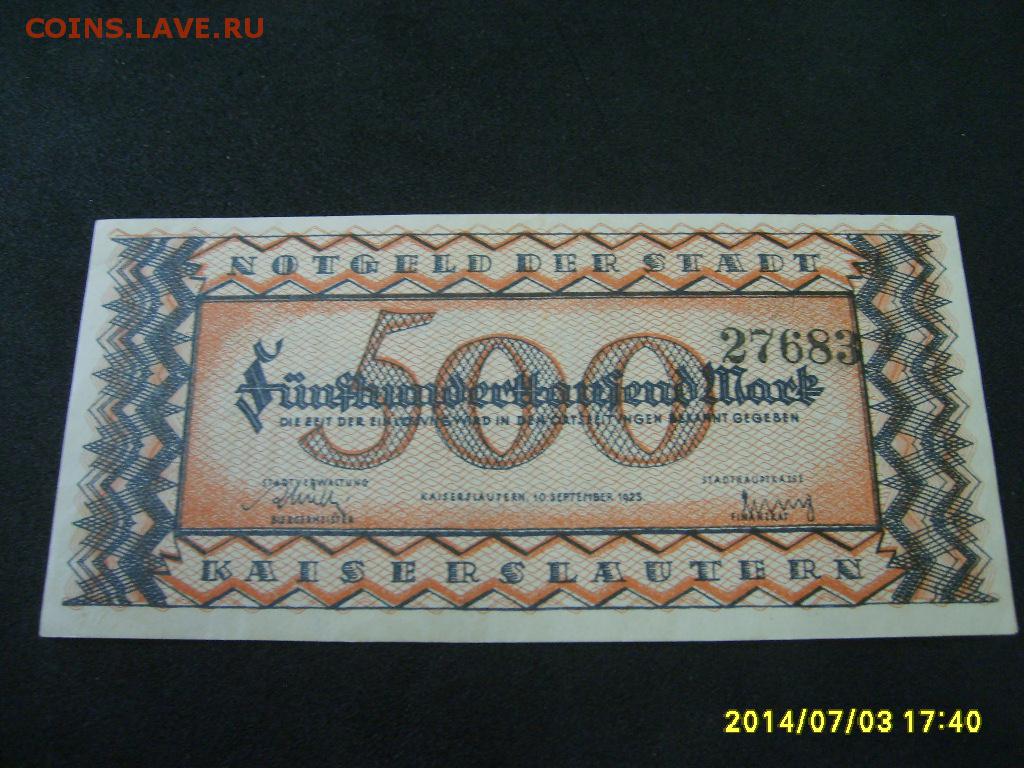 COINS.LAVE.RU
NOTGELD DER STADT
500
27683
Fünfhunderttausend Mark
DIE ZEIT DER EINLÖSUNG WIRD IN DEN ORTSZEITVNGEN BEKANNT GEGEBEN
STADTVERWALTUNG
STADTHAUPTKASSE
KAISERSLAUTERN, 10 SEPTEMBER 1923
BÜRGERMEISTER
FINANZRAT
KAISERSLAUTERN
2014/07/03 17:40